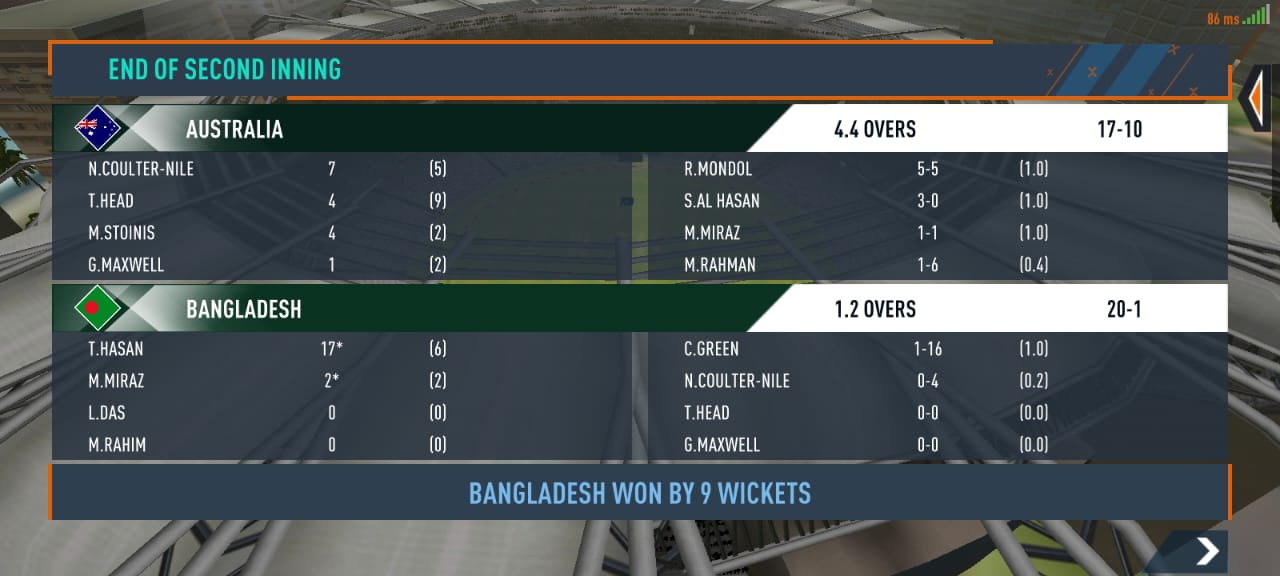 86 ms
END OF SECOND INNING
AUSTRALIA 4.4 OVERS 17-10
N.COULTER-NILE 7 (5) R.MONDOL 5-5 (1.0)
T.HEAD 4 (9) S.AL HASAN 3-0 (1.0)
M.STOINIS 4 (2) M.MIRAZ 1-1 (1.0)
G.MAXWELL 1 (2) M.RAHMAN 1-6 (0.4)
BANGLADESH 1.2 OVERS 20-1
T.HASAN 17* (6) C.GREEN 1-16 (1.0)
M.MIRAZ 2* (2) N.COULTER-NILE 0-4 (0.2)
L.DAS 0 (0) T.HEAD 0-0 (0.0)
M.RAHIM 0 (0) G.MAXWELL 0-0 (0.0)
BANGLADESH WON BY 9 WICKETS